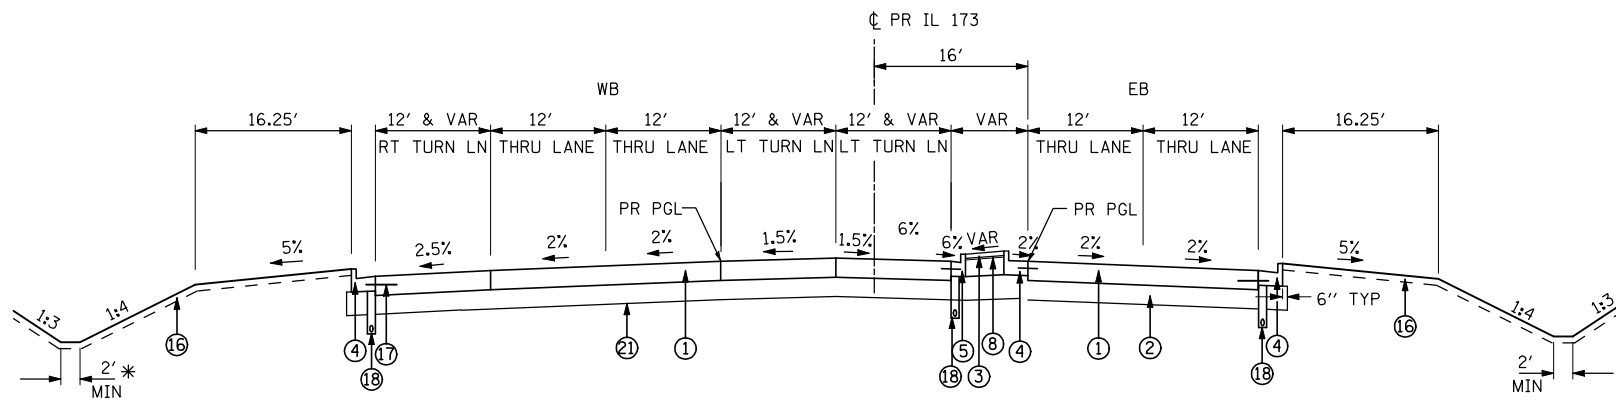 ℄ PR IL 173
16'
WB
EB
16.25'
12' & VAR
12'
12'
12' & VAR
12' & VAR
VAR
12'
12'
16.25'
RT TURN LN
THRU LANE
THRU LANE
LT TURN LN
LT TURN LN
THRU LANE
THRU LANE
PR PGL
PR PGL
5%
2.5%
2%
2%
1.5%
1.5%
6%
6%
VAR
2%
2%
2%
5%
1:3
1:4
6'' TYP
1:4
1:3
16
4
17
18
21
1
18
5
3
8
4
1
2
18
4
16
2' *
MIN
2'
MIN